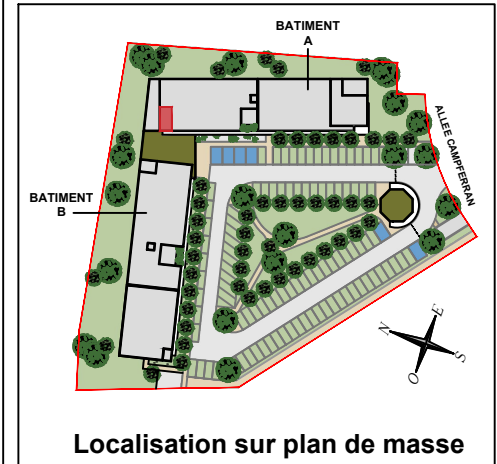 BATIMENT
A
ALLEE CAMPFERRAN
BATIMENT
B
E
N
S
O
Localisation sur plan de masse